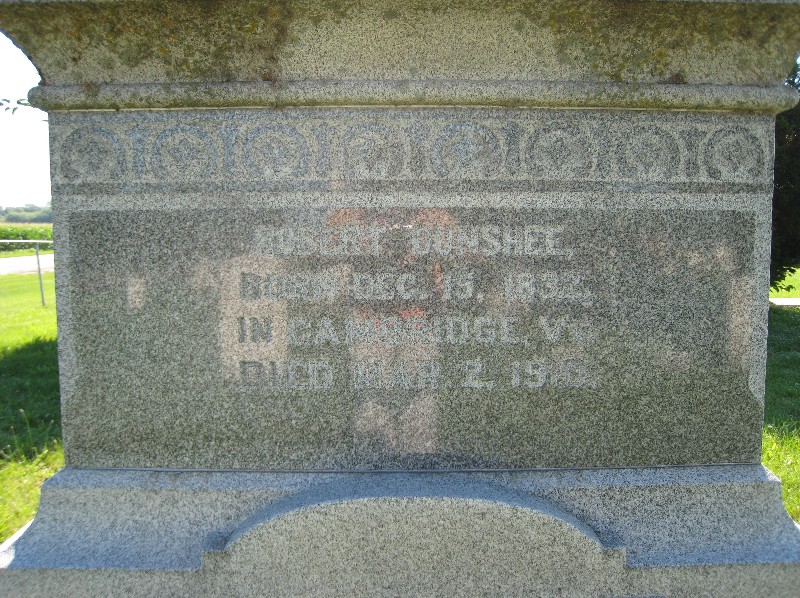 ROBERT DUNSHEE,
BORN DEC. 15, 1832,
IN CAMBRIDGE, VT.
DIED MAR. 2, 1910.